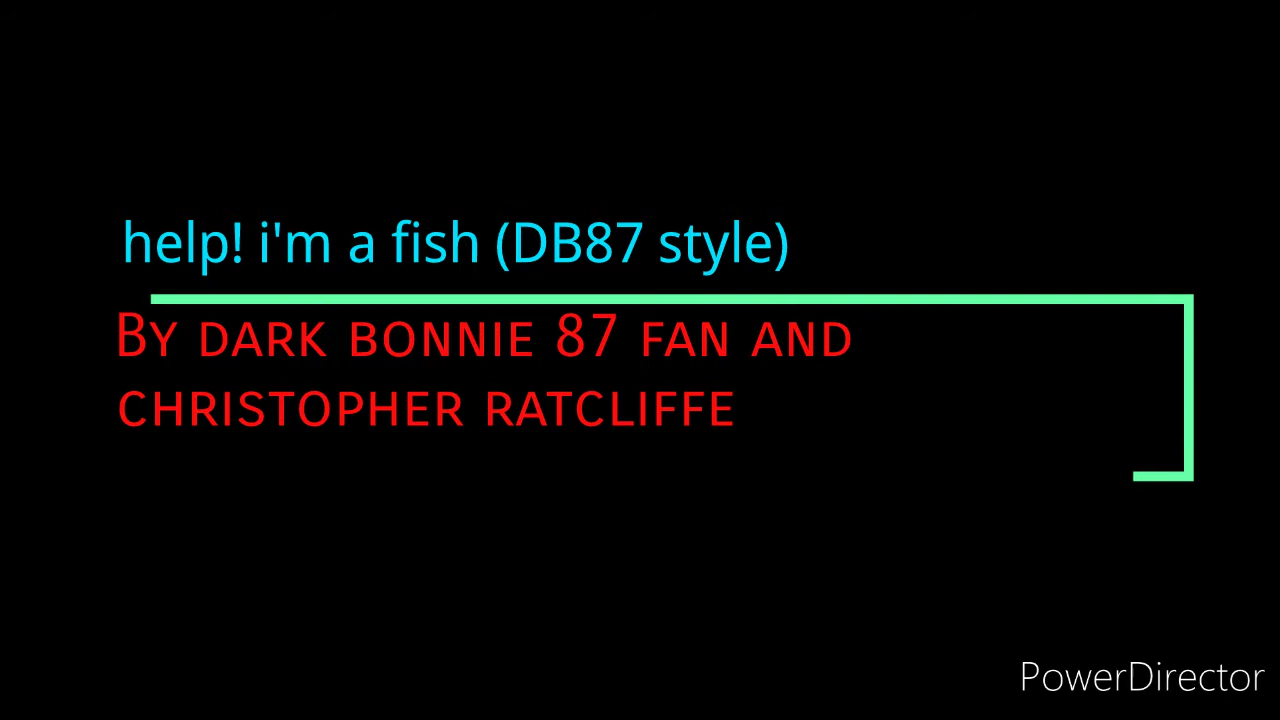 help! i'm a fish (DB87 style)
By dark bonnie 87 fan and
christopher ratcliffe
PowerDirector